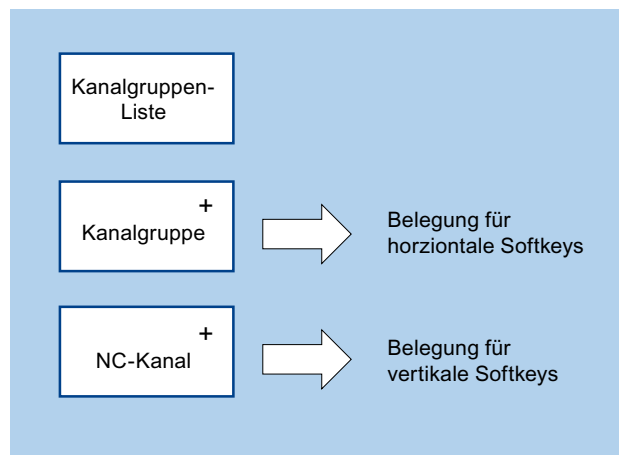 Kanalgruppen-
Liste
+
Kanalgruppe
Belegung für
horziontale Softkeys
+
NC-Kanal
Belegung für
vertikale Softkeys